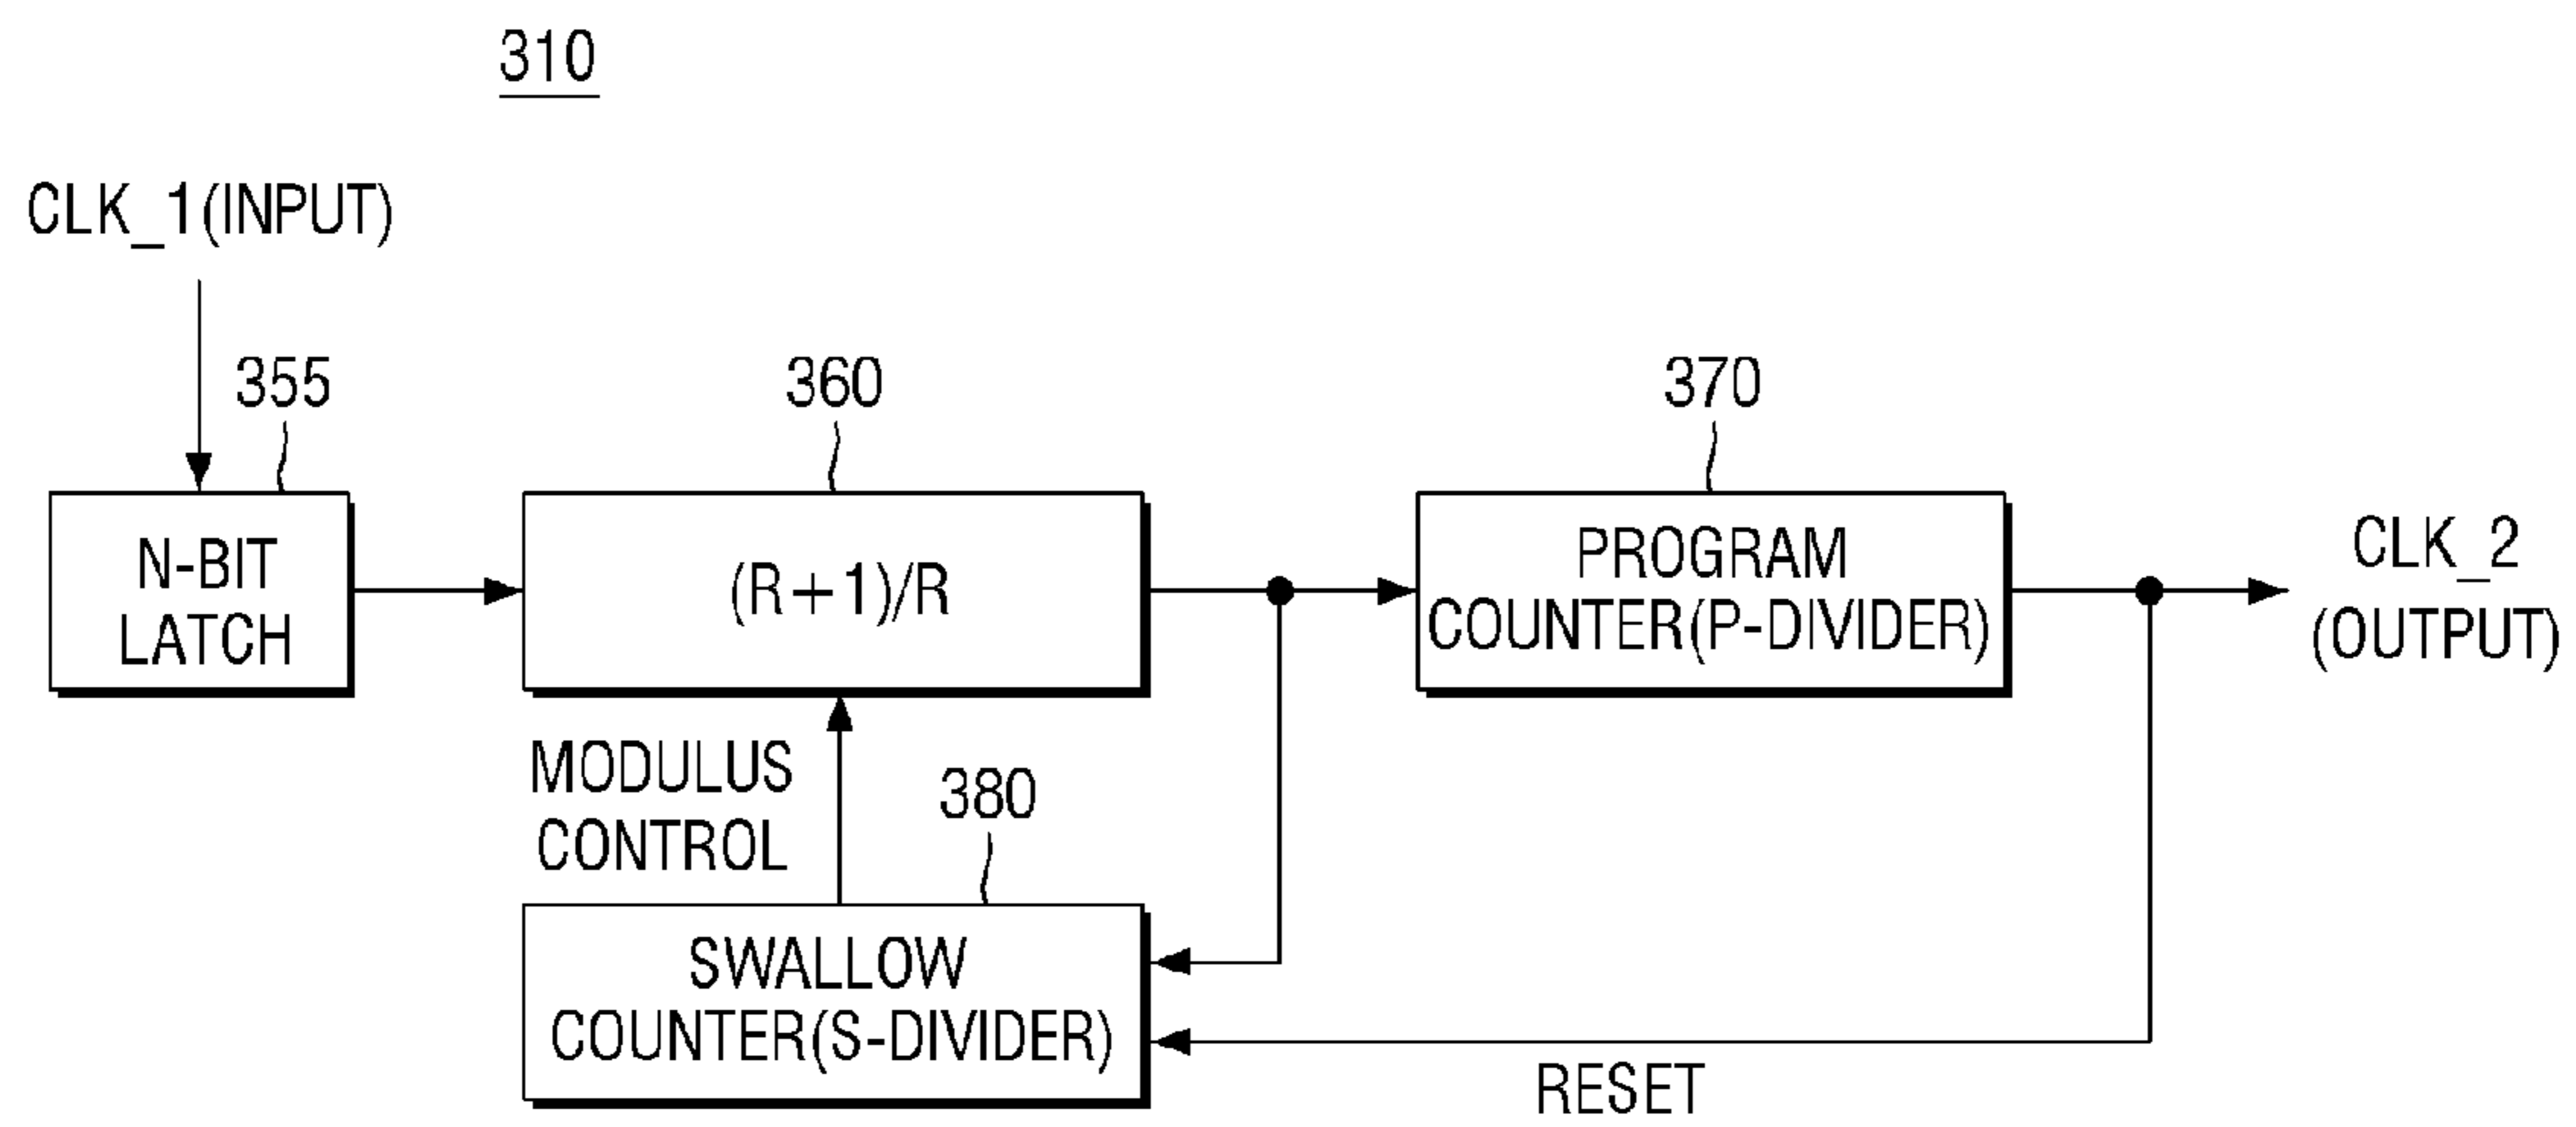 310
CLK_1(INPUT)
355
360
370
N-BIT
LATCH
(R+1)/R
PROGRAM
COUNTER(P-DIVIDER)
CLK_2
(OUTPUT)
MODULUS
CONTROL
380
SWALLOW
COUNTER(S-DIVIDER)
RESET